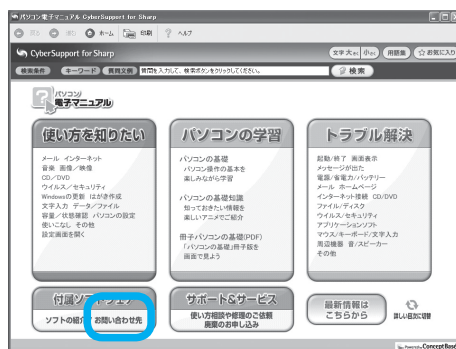 パソコン電子マニュアル CyberSupport for Sharp
戻る 進む ホーム 印刷 ? ヘルプ
CyberSupport for Sharp 文字 大 小 用語集 ☆お気に入り
検索条件 キーワード 質問文例 質問を入力して、検索ボタンをクリックしてください。 検索
パソコン
電子マニュアル
使い方を知りたい
メール インターネット
音楽 画像/映像
CD/DVD
ウイルス/セキュリティ
Windowsの更新 はがき作成
文字入力 データ/ファイル
容量/状態確認 パソコンの設定
使いこなし その他
設定画面を開く
パソコンの学習
パソコンの基礎
パソコン操作の基本を
楽しみながら学習
パソコンの基礎知識
知っておきたい情報を
楽しいアニメでご紹介
冊子パソコンの基礎(PDF)
「パソコンの基礎」冊子版を
画面で見よう
トラブル解決
起動/終了 画面表示
メッセージが出た
電源/省電力/バッテリー
メール ホームページ
インターネット接続 CD/DVD
ファイル/ディスク
ウイルス/セキュリティ
アプリケーションソフト
マウス/キーボード/文字入力
周辺機器 音/スピーカー
その他
付属ソフトウェア
ソフトの紹介 お問い合わせ先
サポート&サービス
使い方相談や修理のご依頼
廃棄のお申し込み
最新情報は
こちらから
詳しい目次に切替
Powered by ConceptBase